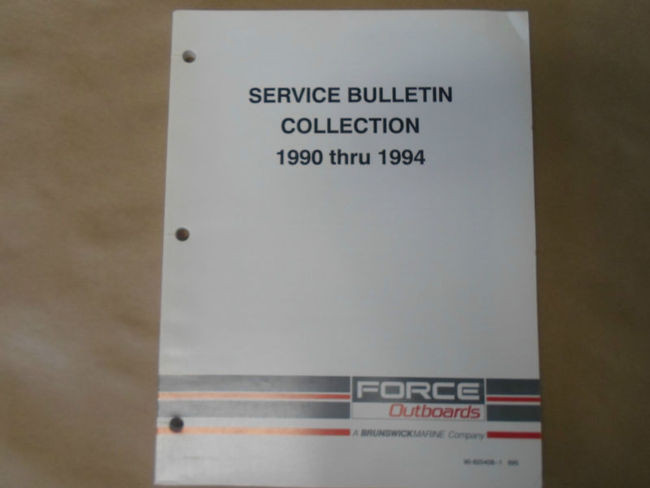 SERVICE BULLETIN
COLLECTION
1990 thru 1994
FORCE
Outboards
A BRUNSWICK MARINE Company